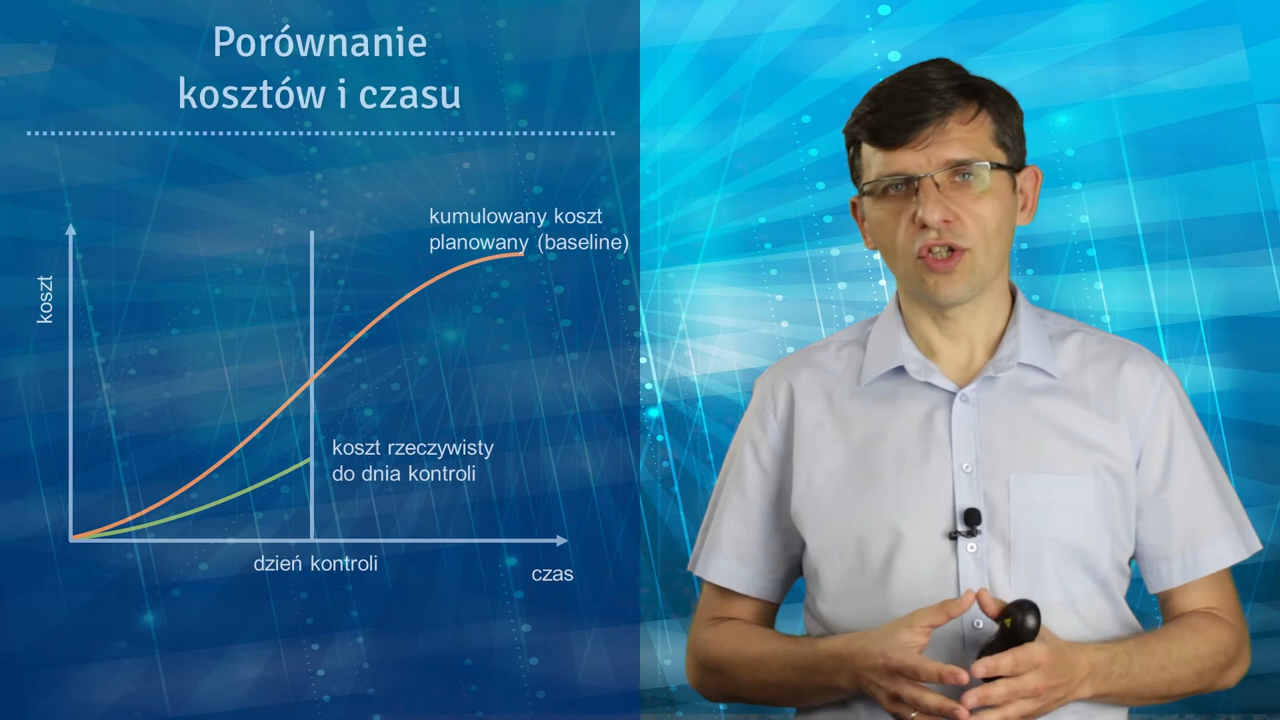 Porównanie
kosztów i czasu
kumulowany koszt
planowany (baseline)
koszt
koszt rzeczywisty
do dnia kontroli
dzień kontroli
czas